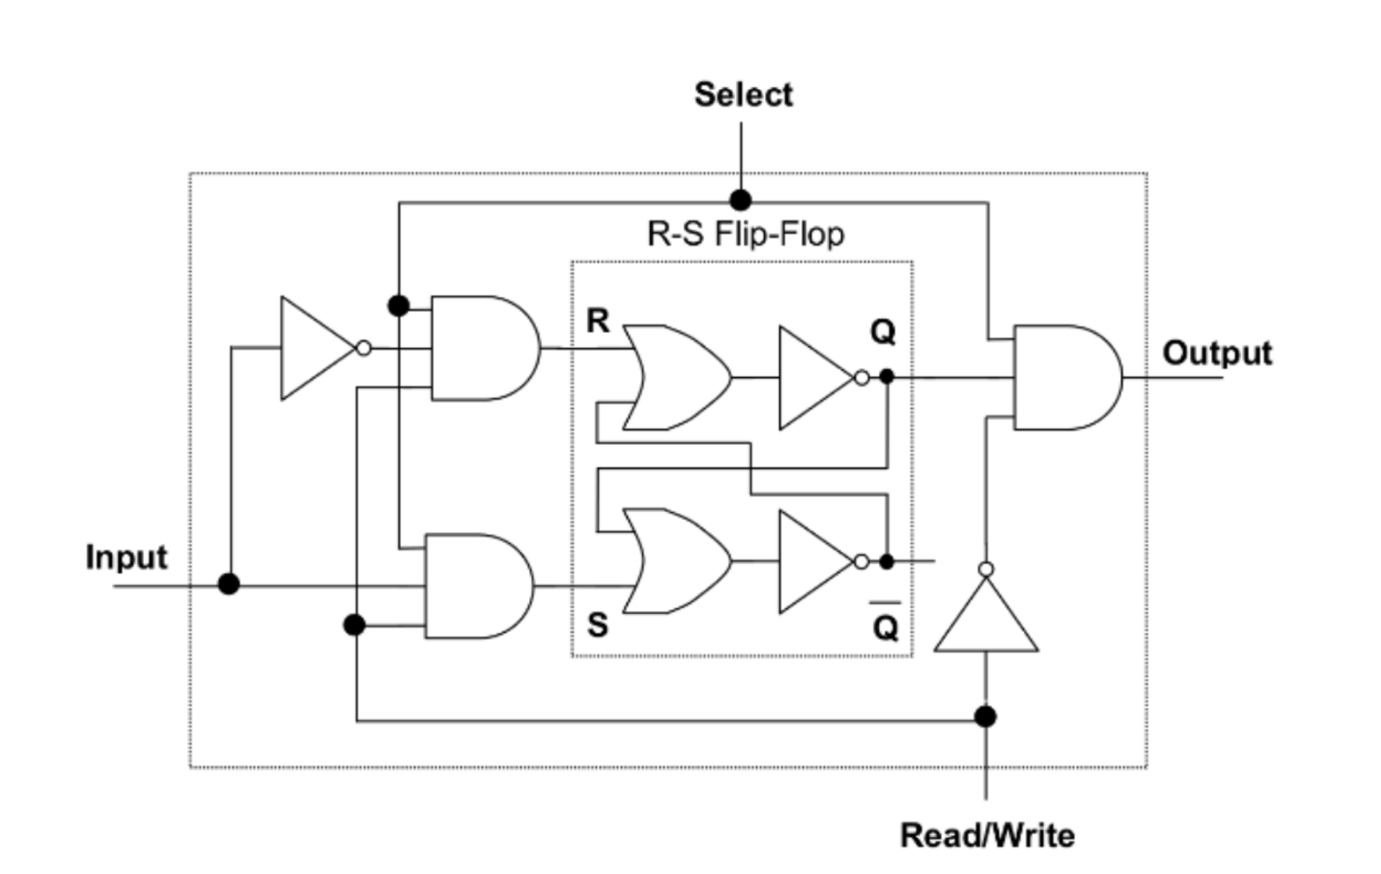 Select
R-S Flip-Flop
R
Q
Output
Input
S
Q̅
Read/Write